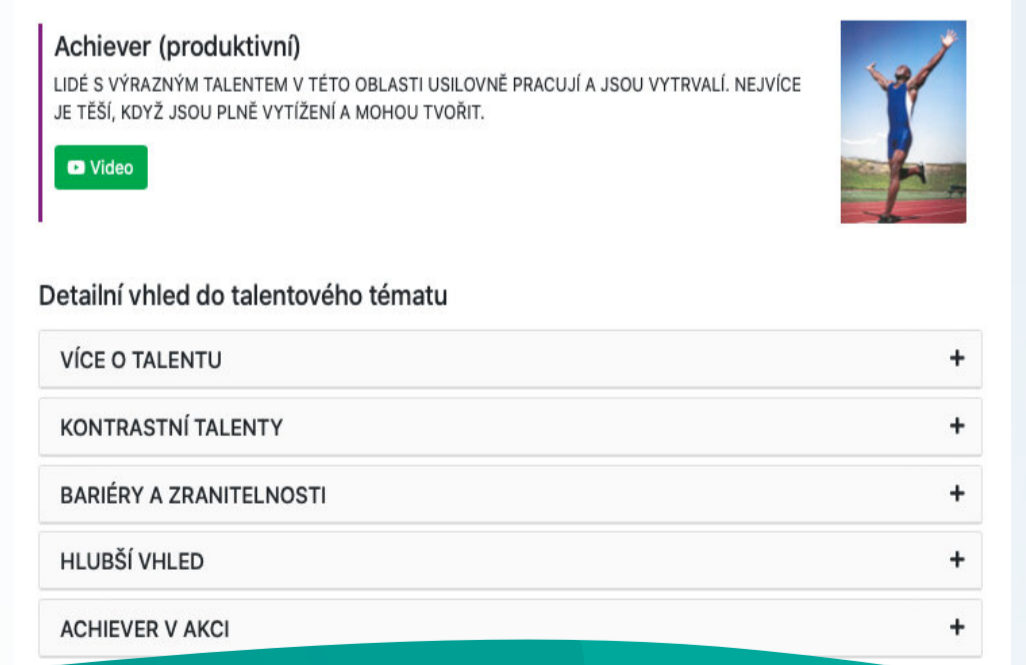 Achiever (produktivní)
LIDÉ S VÝRAZNÝM TALENTEM V TÉTO OBLASTI USILOVNĚ PRACUJÍ A JSOU VYTRVALÍ. NEJVÍCE
JE TĚŠÍ, KDYŽ JSOU PLNĚ VYTÍŽENÍ A MOHOU TVOŘIT.
Video
Detailní vhled do talentového tématu
VÍCE O TALENTU
KONTRASTNÍ TALENTY
BARIÉRY A ZRANITELNOSTI
HLUBŠÍ VHLED
ACHIEVER V AKCI